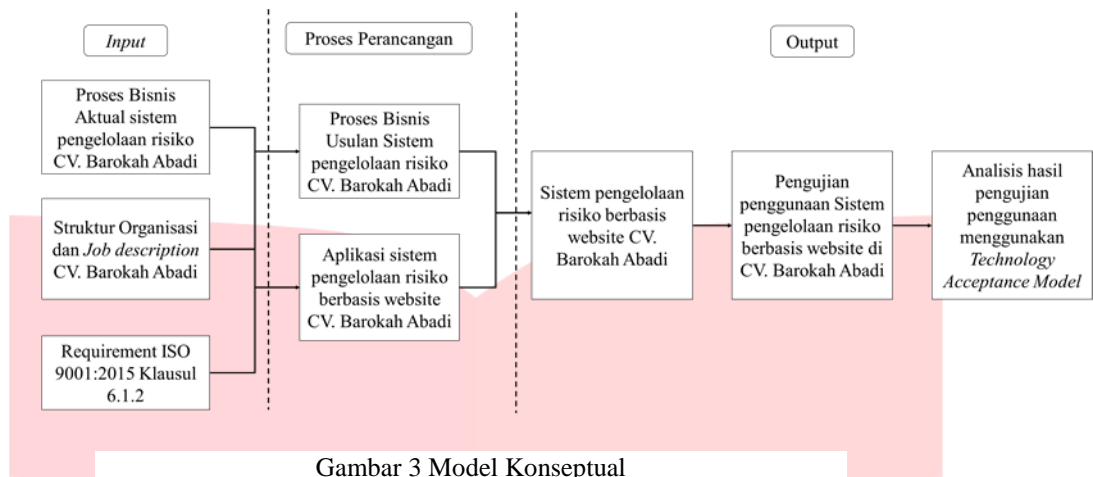 Input
Proses Perancangan
Output
Proses Bisnis
Aktual sistem
pengelolaan risiko
CV. Barokah Abadi
Struktur Organisasi
dan Job description
CV. Barokah Abadi
Requirement ISO
9001:2015 Klausul
6.1.2
Proses Bisnis
Usulan Sistem
pengelolaan risiko
CV. Barokah Abadi
Aplikasi sistem
pengelolaan risiko
berbasis website
CV. Barokah Abadi
Sistem pengelolaan
risiko berbasis
website CV.
Barokah Abadi
Pengujian
penggunaan Sistem
pengelolaan risiko
berbasis website di
CV. Barokah Abadi
Analisis hasil
pengujian
penggunaan
menggunakan
Technology
Acceptance Model
Gambar 3 Model Konseptual